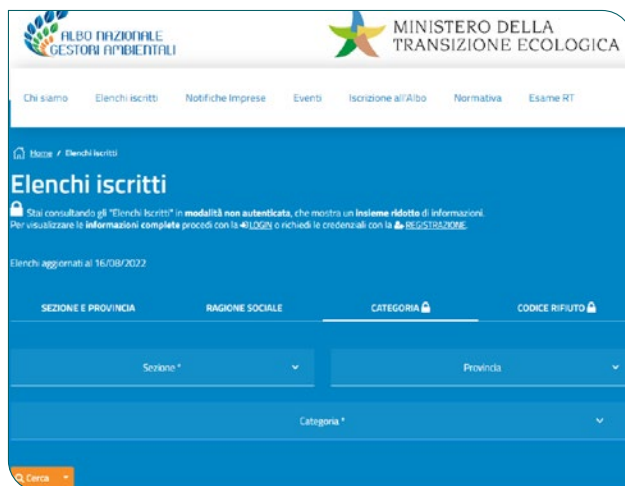 ALBO NAZIONALE
GESTORI AMBIENTALI
MINISTERO DELLA
TRANSIZIONE ECOLOGICA
Chi siamo Elenchi iscritti Notifiche Imprese Eventi Iscrizione all'Albo Normativa Esame RT
Home / Elenchi iscritti
Elenchi iscritti
Stai consultando gli "Elenchi Iscritti" in modalità non autenticata, che mostra un insieme ridotto di informazioni.
Per visualizzare le informazioni complete procedi con la LOGIN o richiedi le credenziali con la REGISTRAZIONE.
Elenchi aggiornati al 16/08/2022
SEZIONE E PROVINCIA RAGIONE SOCIALE CATEGORIA CODICE RIFIUTO
Sezione * Provincia
Categoria *
Cerca